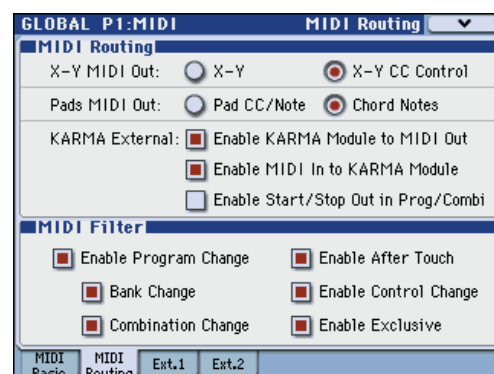 GLOBAL P1:MIDI MIDI Routing
MIDI Routing
X-Y MIDI Out: X-Y X-Y CC Control
Pads MIDI Out: Pad CC/Note Chord Notes
KARMA External: Enable KARMA Module to MIDI Out
Enable MIDI In to KARMA Module
Enable Start/Stop Out in Prog/Combi
MIDI Filter
Enable Program Change Enable After Touch
Bank Change Enable Control Change
Combination Change Enable Exclusive
MIDI MIDI Ext.1 Ext.2
Basic Routing